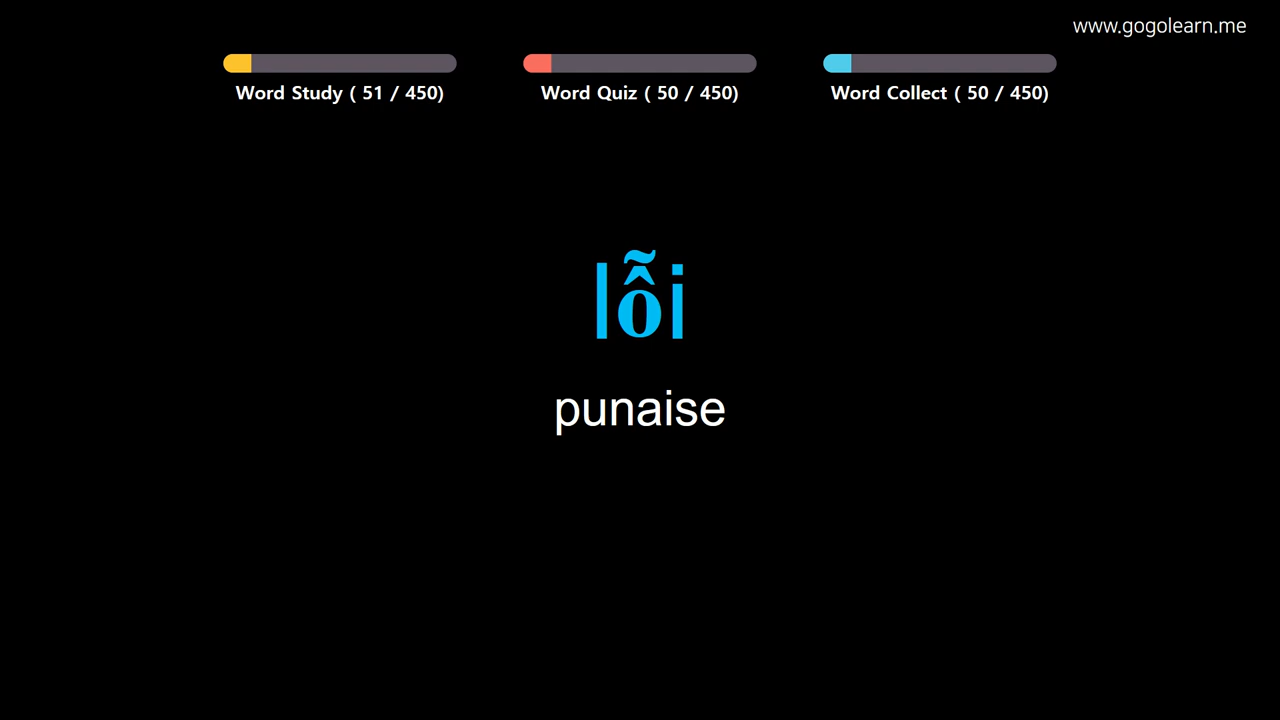 www.gogolearn.me
Word Study ( 51 / 450)
Word Quiz ( 50 / 450)
Word Collect ( 50 / 450)
lỗi
punaise